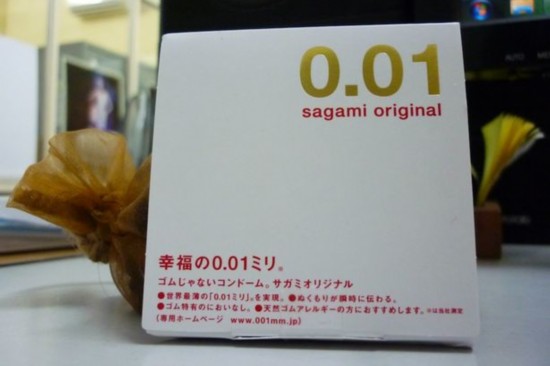 0.01
sagami original
幸福の0.01ミリ。
ゴムじゃないコンドーム。サガミオリジナル
●世界最薄の「0.01ミリ」※を実現。●ぬくもりが瞬時に伝わる。
●ゴム特有のにおいなし。●天然ゴムアレルギーの方におすすめします。※は当社測定
(専用ホームページ www.001mm.jp)